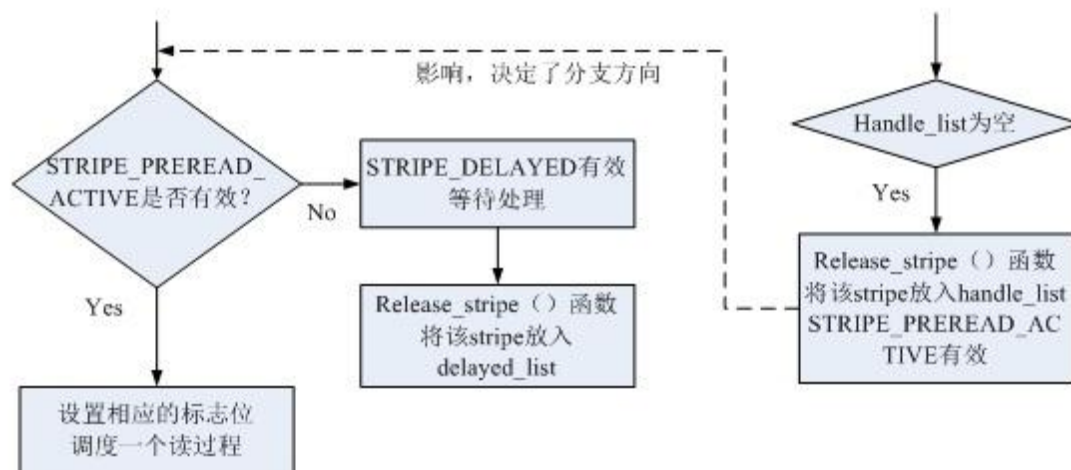 影响，决定了分支方向
STRIPE_PREREAD_
ACTIVE是否有效？
No
Yes
STRIPE_DELAYED有效
等待处理
Release_stripe（）函数
将该stripe放入
delayed_list
设置相应的标志位
调度一个读过程
Handle_list为空
Yes
Release_stripe（）函数
将该stripe放入handle_list
STRIPE_PREREAD_AC
TIVE有效